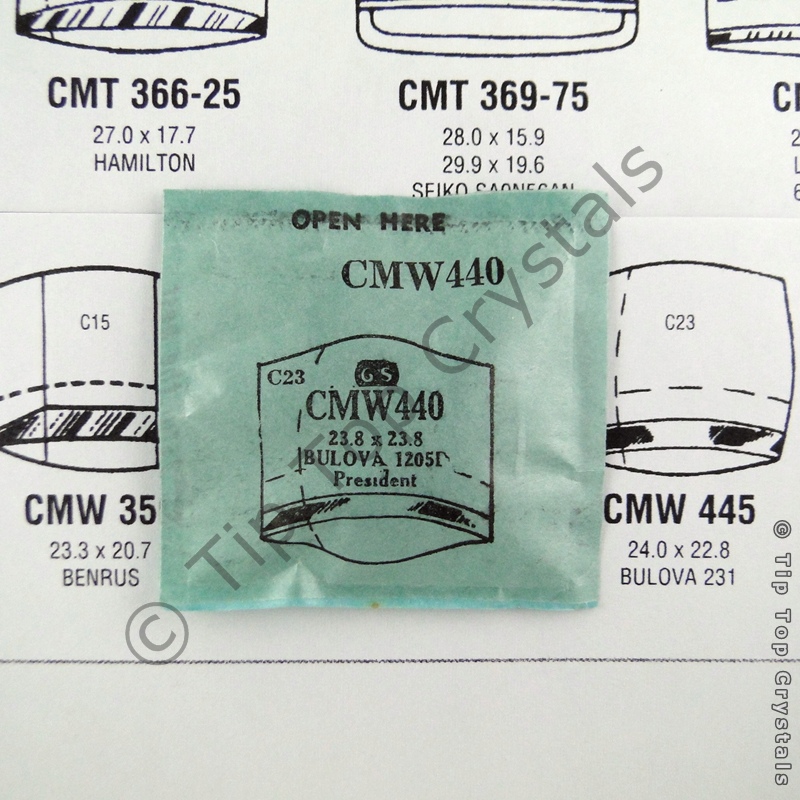 CMT 366-25
27.0 x 17.7
HAMILTON
CMT 369-75
28.0 x 15.9
29.9 x 19.6
SEIKO
OPEN HERE
CMW440
C15
C23
GS
CMW440
23.8 x 23.8
BULOVA 1205
President
C23
CMW 35
23.3 x 20.7
BENRUS
CMW 445
24.0 x 22.8
BULOVA 231
© Tip Top Crystals
© Tip Top Crystals